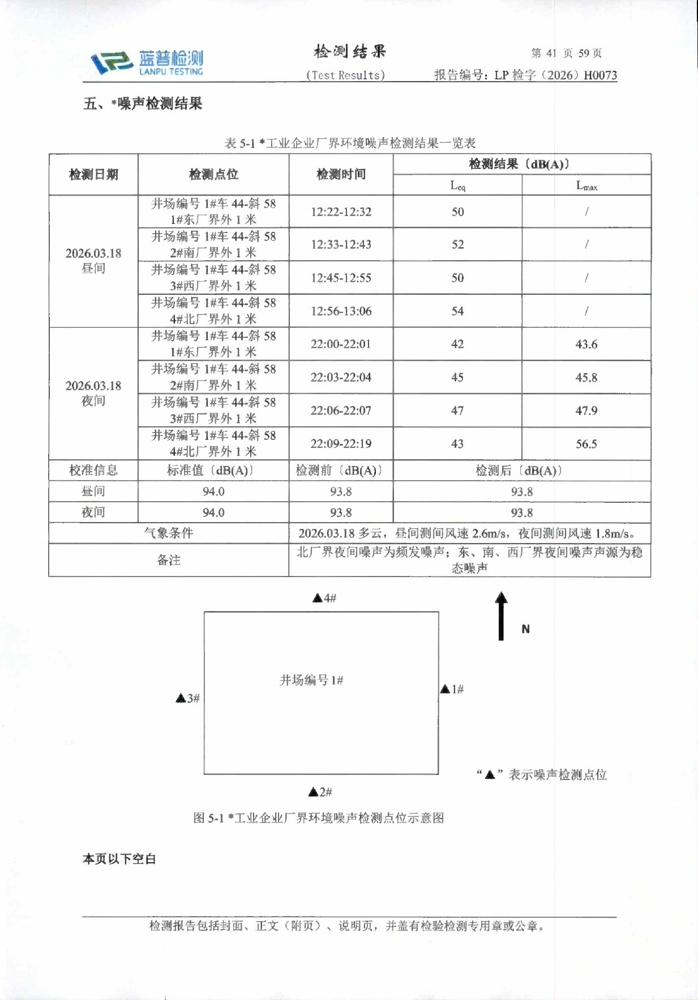 蓝普检测
LANPU TESTING
检测结果
(Test Results)
第 41 页 59 页
报告编号：LP 检字（2026）H0073
五、*噪声检测结果
表 5-1 *工业企业厂界环境噪声检测结果一览表
检测日期 检测点位 检测时间 检测结果〔dB(A)〕
Leq Lmax
2026.03.18
昼间
井场编号 1#车 44-斜 58
1#东厂界外 1 米
12:22-12:32 50 /
井场编号 1#车 44-斜 58
2#南厂界外 1 米
12:33-12:43 52 /
井场编号 1#车 44-斜 58
3#西厂界外 1 米
12:45-12:55 50 /
井场编号 1#车 44-斜 58
4#北厂界外 1 米
12:56-13:06 54 /
2026.03.18
夜间
井场编号 1#车 44-斜 58
1#东厂界外 1 米
22:00-22:01 42 43.6
井场编号 1#车 44-斜 58
2#南厂界外 1 米
22:03-22:04 45 45.8
井场编号 1#车 44-斜 58
3#西厂界外 1 米
22:06-22:07 47 47.9
井场编号 1#车 44-斜 58
4#北厂界外 1 米
22:09-22:19 43 56.5
校准信息 标准值〔dB(A)〕 检测前〔dB(A)〕 检测后〔dB(A)〕
昼间 94.0 93.8 93.8
夜间 94.0 93.8 93.8
气象条件 2026.03.18 多云，昼间测间风速 2.6m/s，夜间测间风速 1.8m/s。
备注 北厂界夜间噪声为频发噪声；东、南、西厂界夜间噪声声源为稳
态噪声
▲4#
N
井场编号 1#
▲1#
▲3#
“▲”表示噪声检测点位
▲2#
图 5-1 *工业企业厂界环境噪声检测点位示意图
本页以下空白
检测报告包括封面、正文（附页）、说明页，并盖有检验检测专用章或公章。